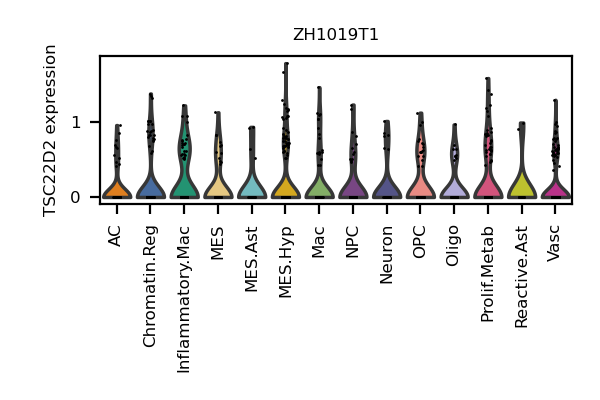 ZH1019T1
TSC22D2 expression
1
0
AC
Chromatin.Reg
Inflammatory.Mac
MES
MES.Ast
MES.Hyp
Mac
NPC
Neuron
OPC
Oligo
Prolif.Metab
Reactive.Ast
Vasc